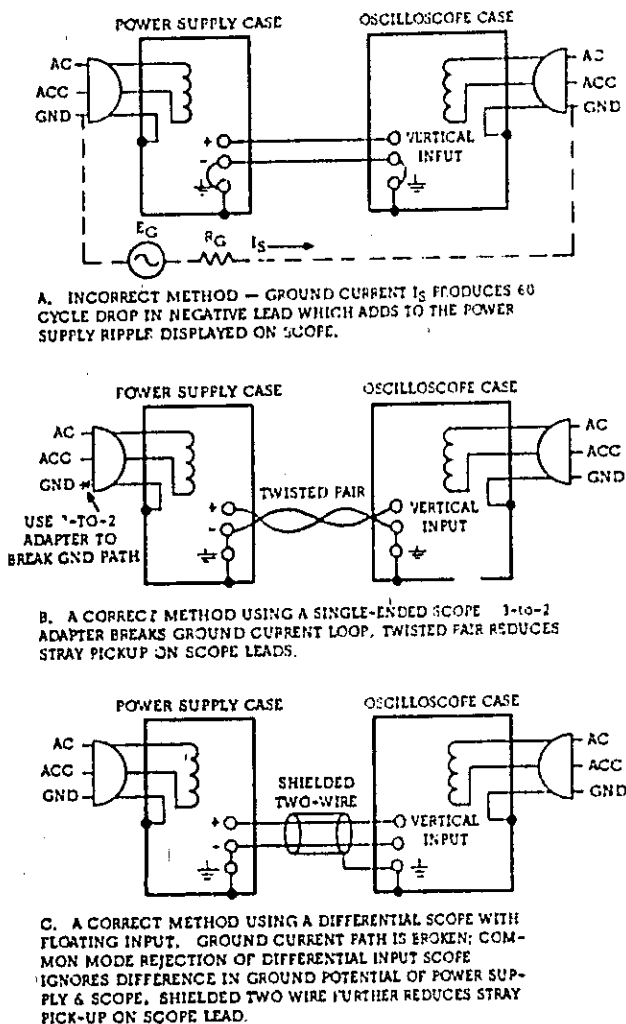 POWER SUPPLY CASE
OSCILLOSCOPE CASE
AC
ACC
GND
AC
ACC
GND
+
-
VERTICAL
INPUT
EG
RG
IS
A. INCORRECT METHOD — GROUND CURRENT IS PRODUCES 60
CYCLE DROP IN NEGATIVE LEAD WHICH ADDS TO THE POWER
SUPPLY RIPPLE DISPLAYED ON SCOPE.
POWER SUPPLY CASE
OSCILLOSCOPE CASE
AC
ACC
GND
AC
ACC
GND
USE 3-TO-2
ADAPTER TO
BREAK GND PATH
+
-
TWISTED PAIR
VERTICAL
INPUT
B. A CORRECT METHOD USING A SINGLE-ENDED SCOPE 3-to-2
ADAPTER BREAKS GROUND CURRENT LOOP, TWISTED PAIR REDUCES
STRAY PICKUP ON SCOPE LEADS.
POWER SUPPLY CASE
OSCILLOSCOPE CASE
AC
ACC
GND
AC
ACC
GND
SHIELDED
TWO-WIRE
+
-
VERTICAL
INPUT
C. A CORRECT METHOD USING A DIFFERENTIAL SCOPE WITH
FLOATING INPUT. GROUND CURRENT PATH IS BROKEN; COM-
MON MODE REJECTION OF DIFFERENTIAL INPUT SCOPE
IGNORES DIFFERENCE IN GROUND POTENTIAL OF POWER SUP-
PLY & SCOPE, SHIELDED TWO WIRE FURTHER REDUCES STRAY
PICK-UP ON SCOPE LEAD.